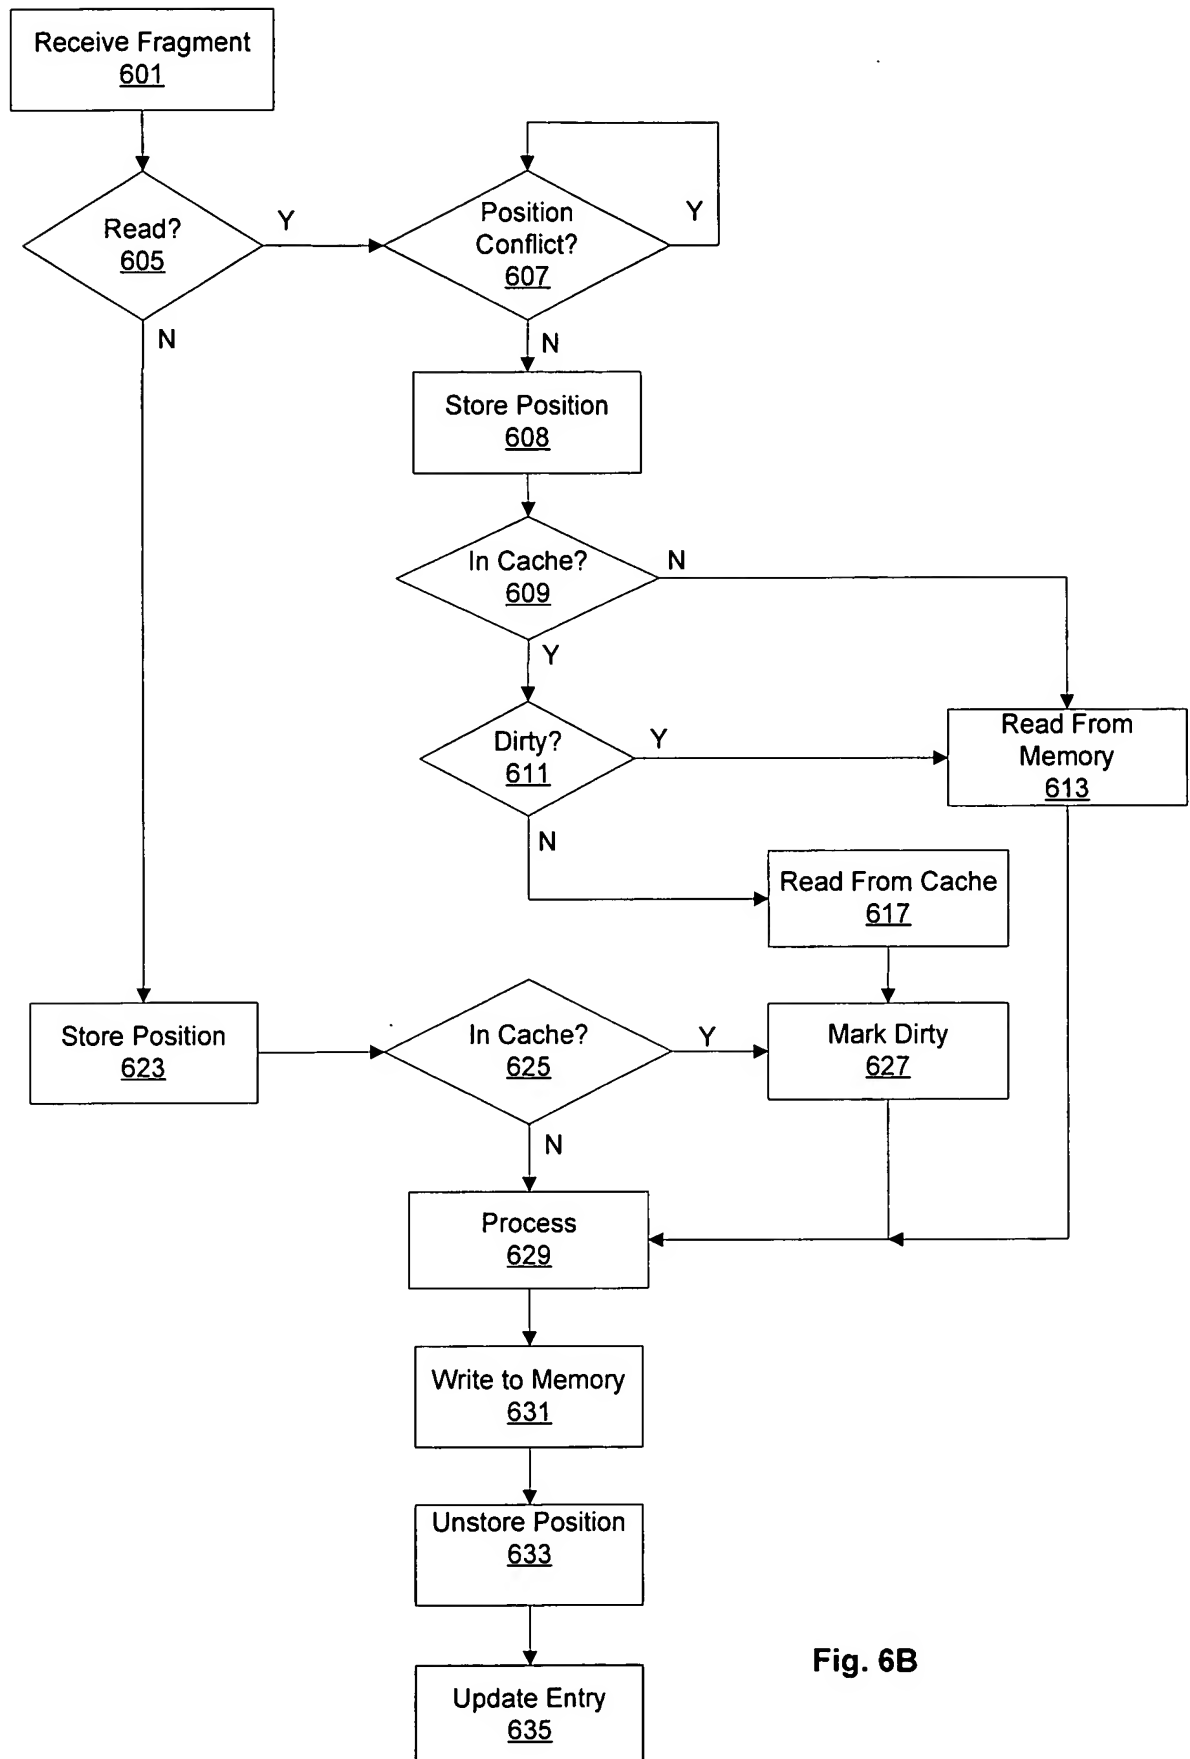 Receive Fragment
601
Read?
605
Y
N
Position
Conflict?
607
Y
N
Store Position
608
In Cache?
609
N
Y
Dirty?
611
Y
N
Read From
Memory
613
Read From Cache
617
Store Position
623
In Cache?
625
Y
N
Mark Dirty
627
Process
629
Write to Memory
631
Unstore Position
633
Update Entry
635
Fig. 6B